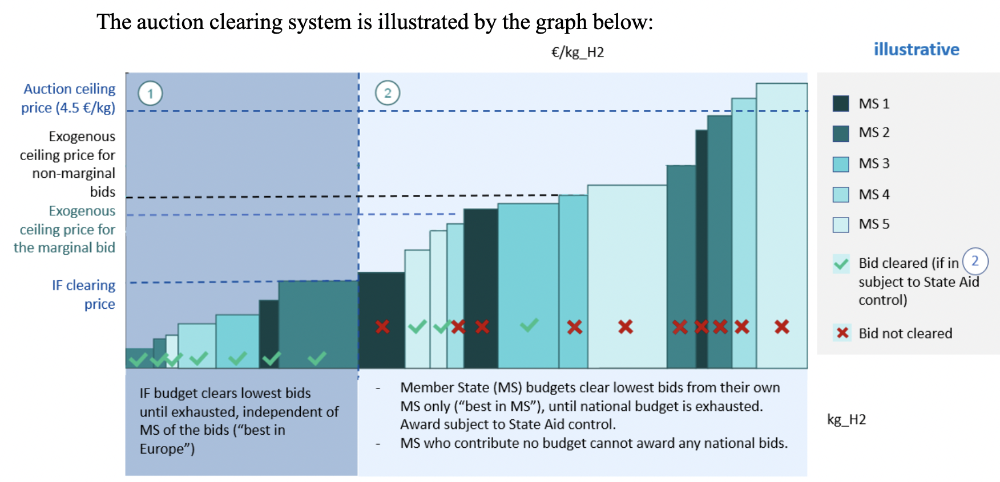 The auction clearing system is illustrated by the graph below:
€/kg_H2
illustrative
Auction ceiling
price (4.5 €/kg)
Exogenous
ceiling price for
non-marginal
bids
Exogenous
ceiling price for
the marginal bid
IF clearing
price
1
2
MS 1
MS 2
MS 3
MS 4
MS 5
Bid cleared (if in 2
subject to State Aid
control)
Bid not cleared
IF budget clears lowest bids
until exhausted, independent of
MS of the bids (“best in
Europe”)
- Member State (MS) budgets clear lowest bids from their own
MS only (“best in MS”), until national budget is exhausted.
Award subject to State Aid control.
- MS who contribute no budget cannot award any national bids.
kg_H2